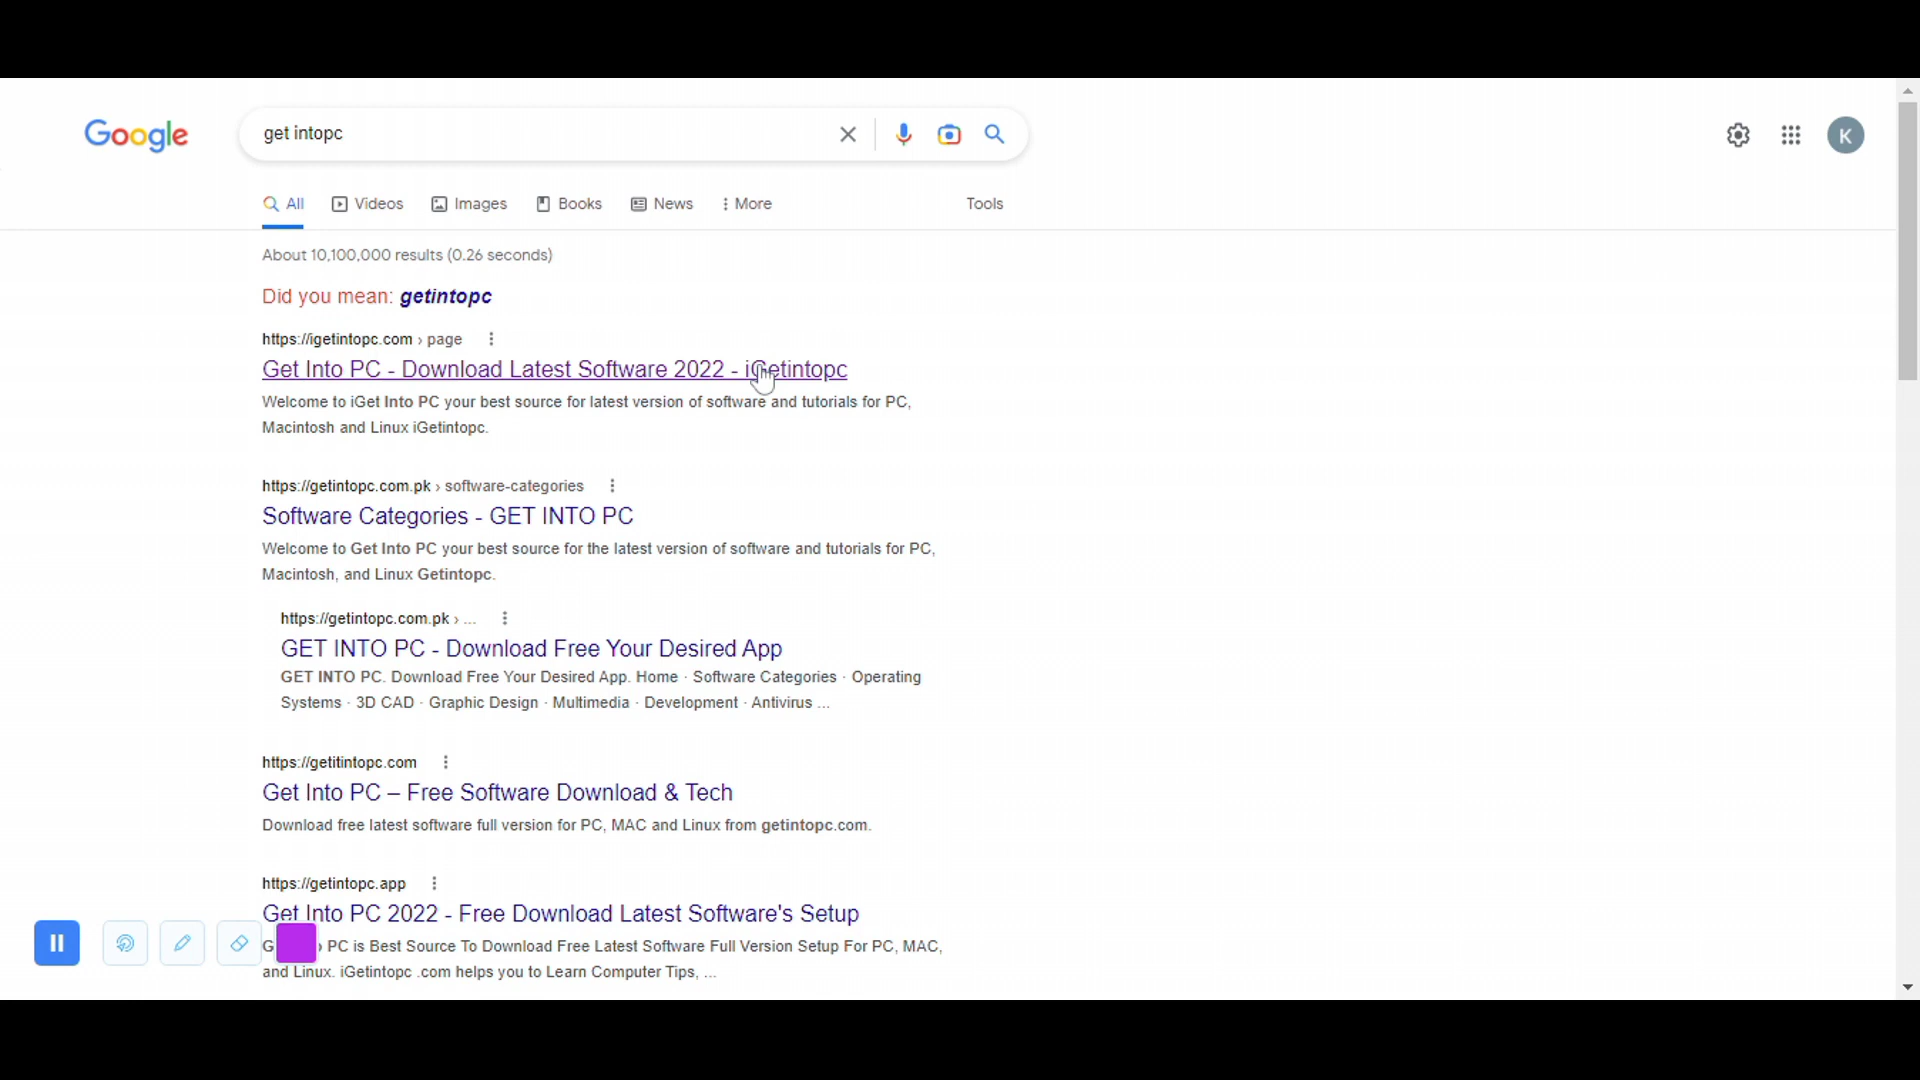 Google
get intopc
K
All
Videos
Images
Books
News
More
Tools
About 10,100,000 results (0.26 seconds)
Did you mean: getintopc
https://igetintopc.com › page
Get Into PC - Download Latest Software 2022 - iGetintopc
Welcome to iGet Into PC your best source for latest version of software and tutorials for PC,
Macintosh and Linux iGetintopc.
https://getintopc.com.pk › software-categories
Software Categories - GET INTO PC
Welcome to Get Into PC your best source for the latest version of software and tutorials for PC,
Macintosh, and Linux Getintopc.
https://getintopc.com.pk › ...
GET INTO PC - Download Free Your Desired App
GET INTO PC. Download Free Your Desired App. Home · Software Categories · Operating
Systems · 3D CAD · Graphic Design · Multimedia · Development · Antivirus ...
https://getitintopc.com
Get Into PC – Free Software Download & Tech
Download free latest software full version for PC, MAC and Linux from getintopc.com.
https://getintopc.app
Get Into PC 2022 - Free Download Latest Software's Setup
PC is Best Source To Download Free Latest Software Full Version Setup For PC, MAC,
and Linux. iGetintopc .com helps you to Learn Computer Tips, ...